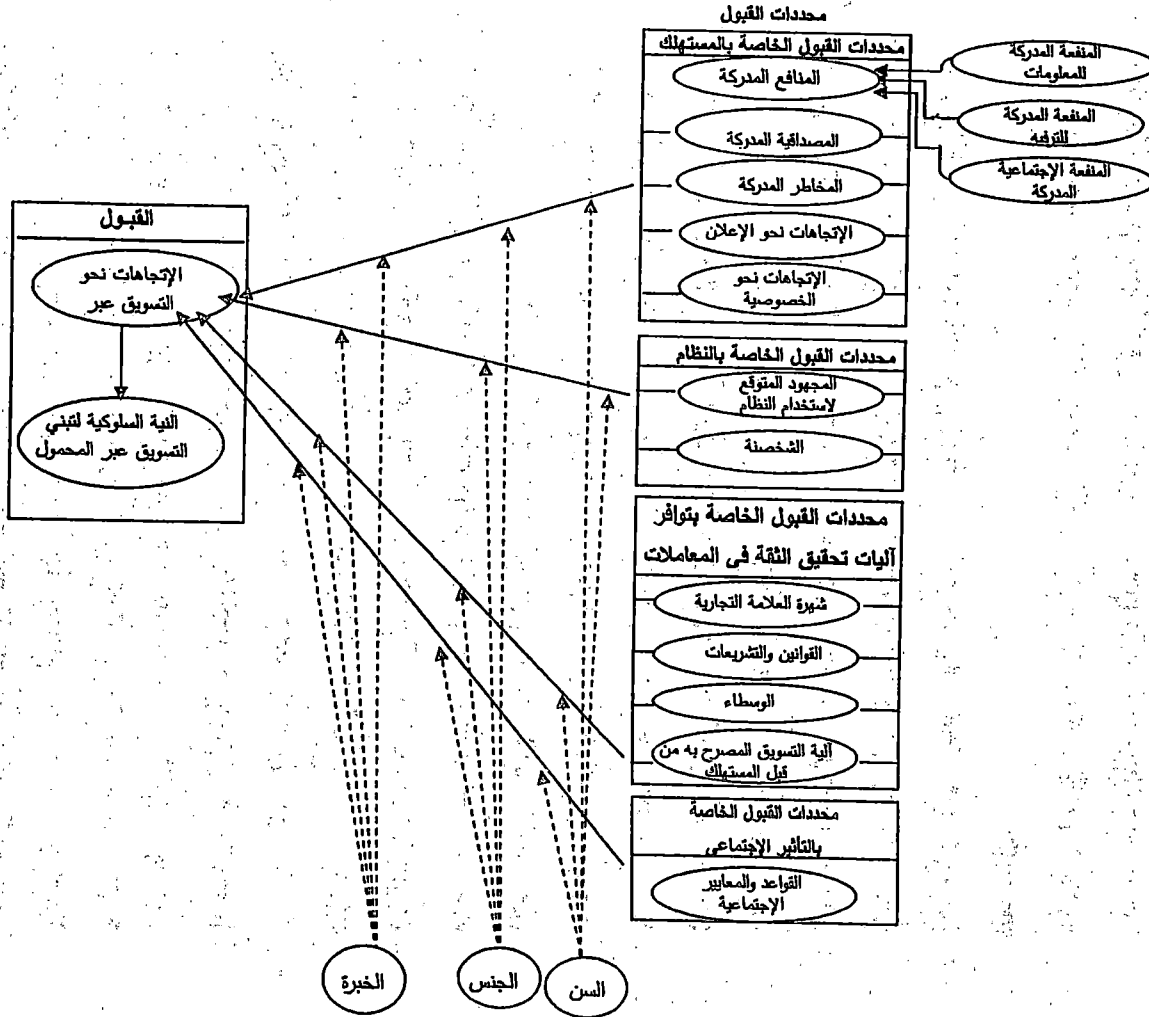 محددات القبول
محددات القبول الخاصة بالمستهلك
المنافع المدركة
المصداقية المدركة
المخاطر المدركة
الإتجاهات نحو الإعلان
الإتجاهات نحو
الخصوصية
المنفعة المدركة
للمعلومات
المنفعة المدركة
للترفيه
المنفعة الإجتماعية
المدركة
القبول
الإتجاهات نحو
التسويق عبر
النية السلوكية لتبني
التسويق عبر المحمول
محددات القبول الخاصة بالنظام
المجهود المتوقع
لاستخدام النظام
الشخصنة
محددات القبول الخاصة بتوافر
آليات تحقيق الثقة فى المعاملات
شهرة العلامة التجارية
القوانين والتشريعات
الوسطاء
آلية التسويق المصرح به من
قبل المستهلك
محددات القبول الخاصة
بالتأثير الإجتماعى
القواعد والمعايير
الإجتماعية
السن
الجنس
الخبرة